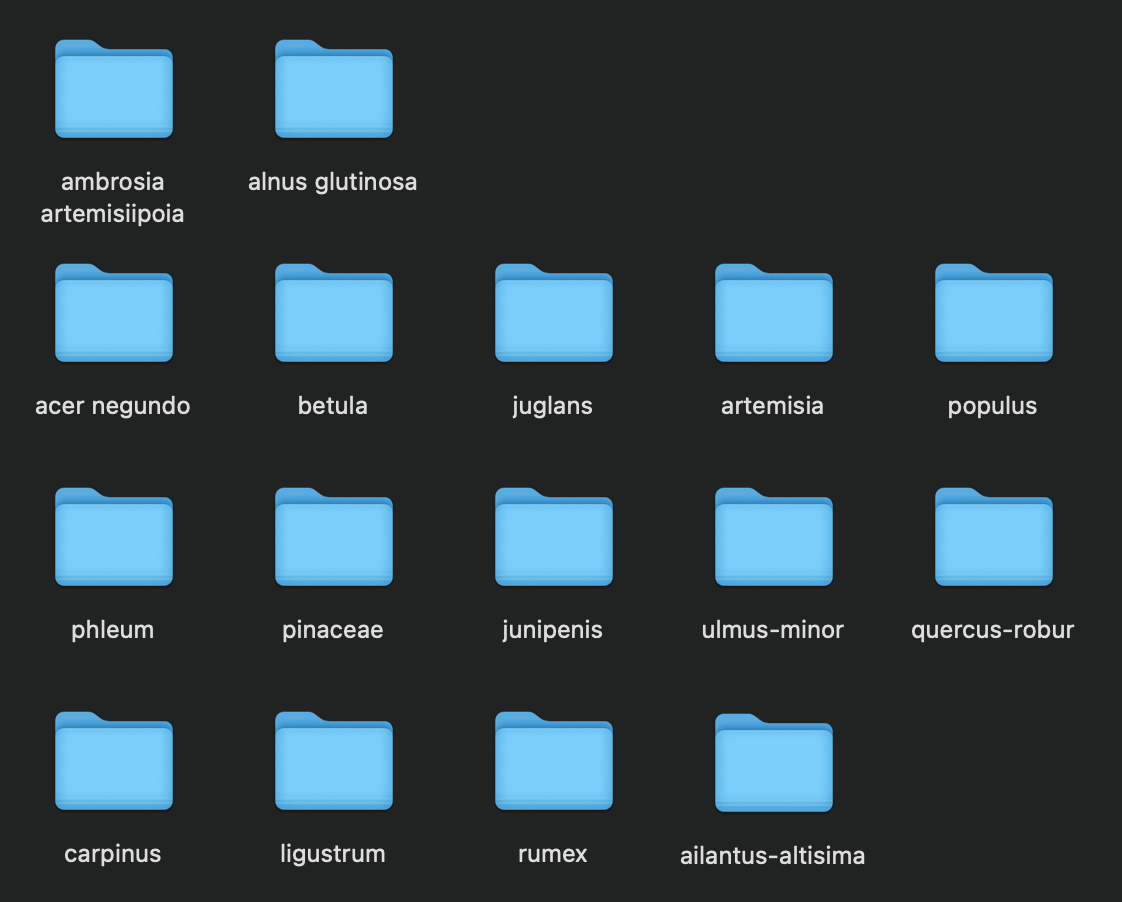 ambrosia
artemisiipoia
alnus glutinosa
acer negundo
betula
juglans
artemisia
populus
phleum
pinaceae
junipenis
ulmus-minor
quercus-robur
carpinus
ligustrum
rumex
ailantus-altisima